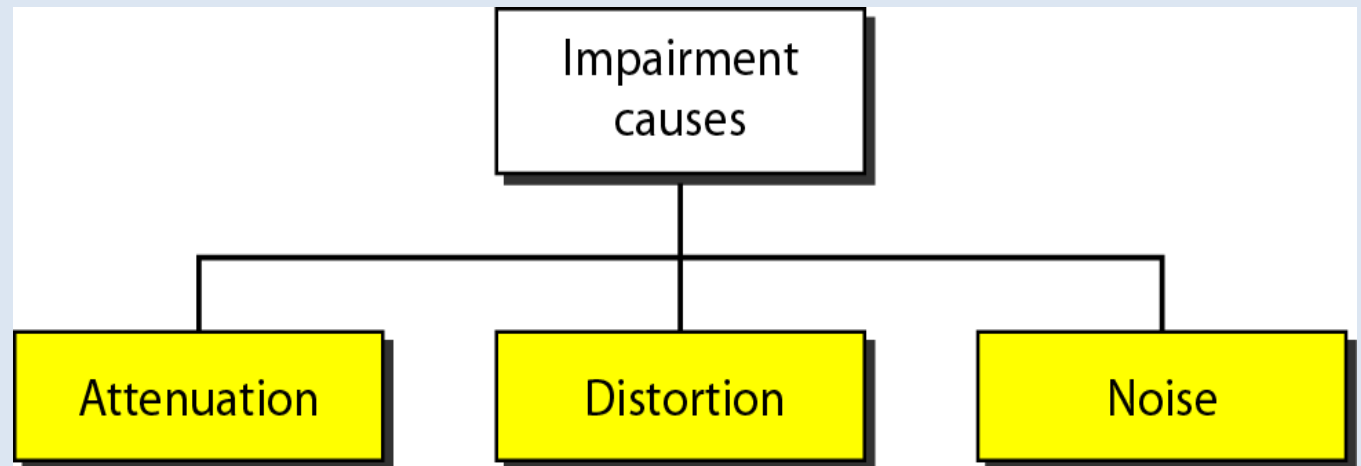 Impairment
causes
Attenuation
Distortion
Noise